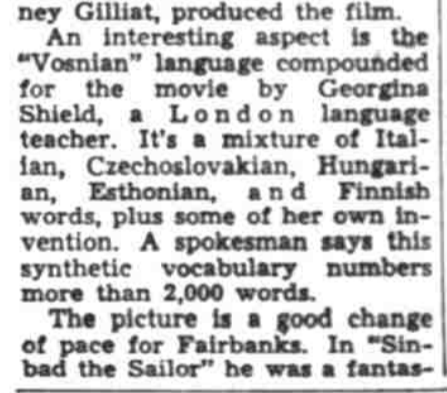 ney Gilliat, produced the film.
An interesting aspect is the
"Vosnian" language compounded
for the movie by Georgina
Shield, a London language
teacher. It's a mixture of Ital-
ian, Czechoslovakian, Hungari-
an, Esthonian, and Finnish
words, plus some of her own in-
vention. A spokesman says this
synthetic vocabulary numbers
more than 2,000 words.
The picture is a good change
of pace for Fairbanks. In "Sin-
bad the Sailor" he was a fantas-